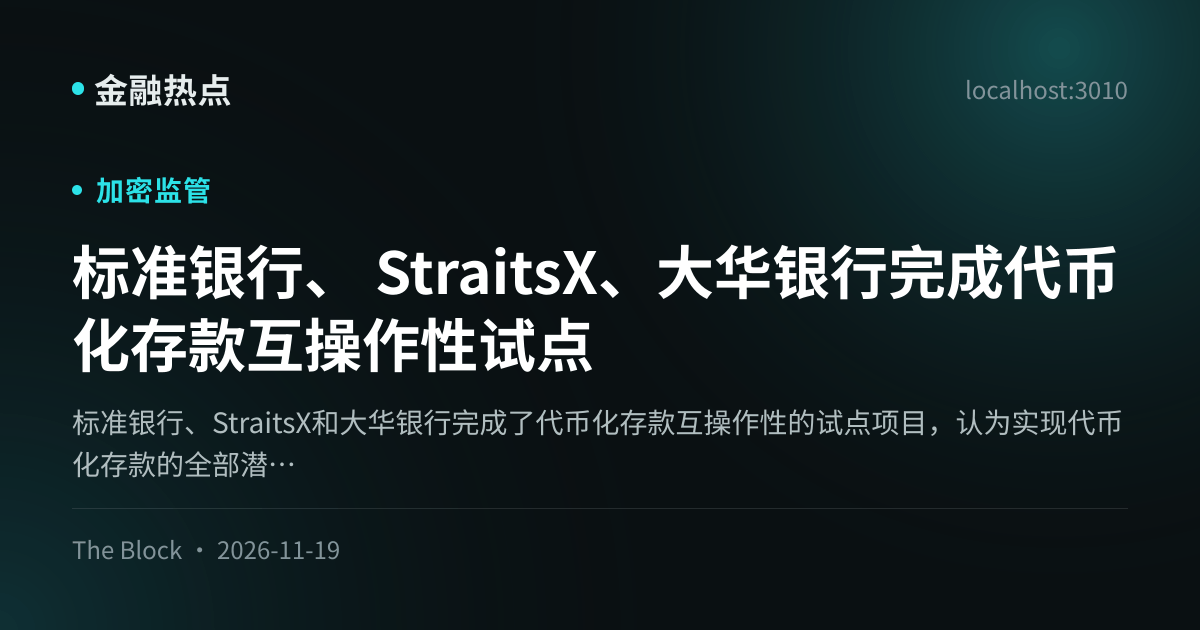 金融热点
localhost:3010
加密监管
标准银行、 StraitsX、大华银行完成代币
化存款互操作性试点
标准银行、StraitsX和大华银行完成了代币化存款互操作性的试点项目，认为实现代币
化存款的全部潜…
The Block • 2026-11-19